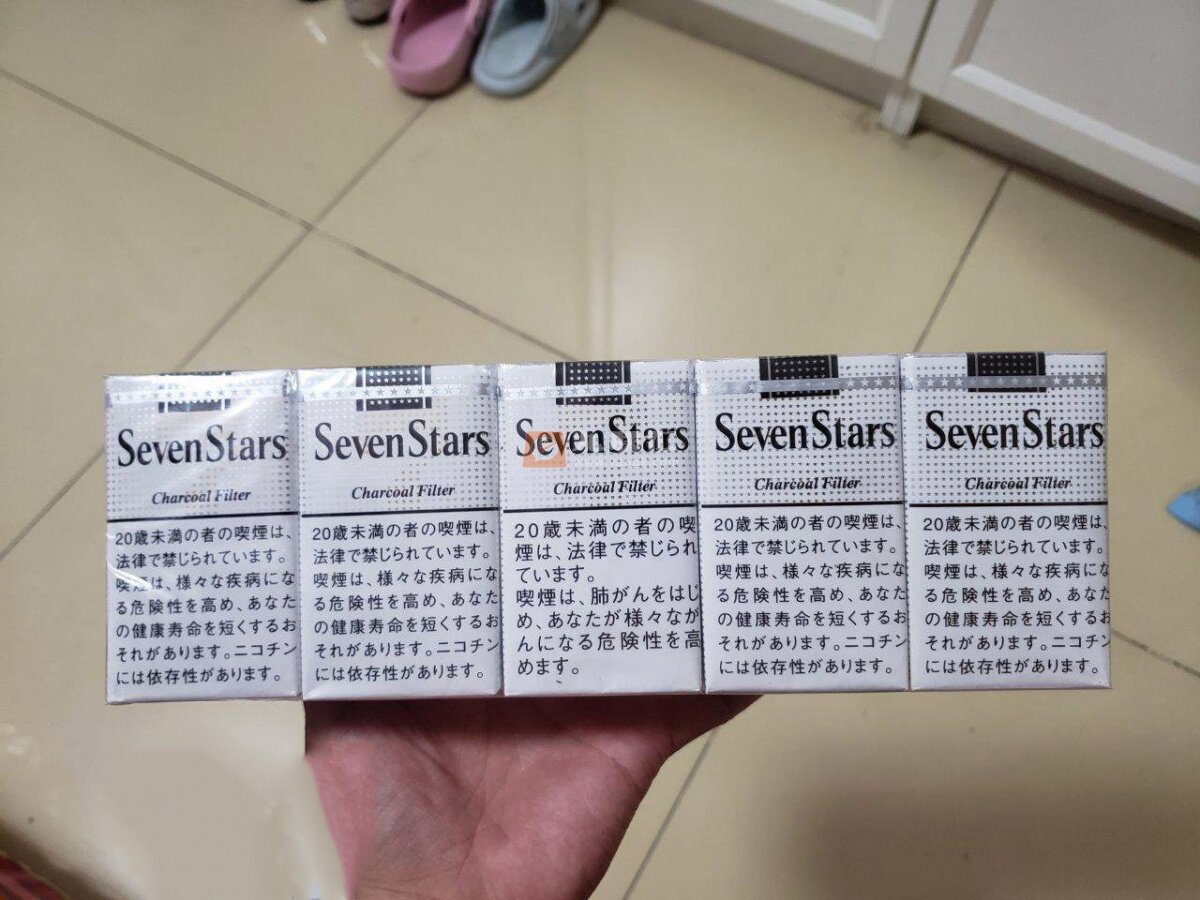 SevenStars
Charcoal Filter
20歳未満の者の喫煙は、
法律で禁じられています。
喫煙は、様々な疾病にな
る危険性を高め、あなた
の健康寿命を短くするお
それがあります。ニコチン
には依存性があります。
SevenStars
Charcoal Filter
20歳未満の者の喫煙は、
法律で禁じられています。
喫煙は、様々な疾病にな
る危険性を高め、あなた
の健康寿命を短くするお
それがあります。ニコチン
には依存性があります。
SevenStars
Charcoal Filter
20歳未満の者の喫
煙は、法律で禁じられ
ています。
喫煙は、肺がんをはじ
め、あなたが様々なが
んになる危険性を高
めます。
SevenStars
Charcoal Filter
20歳未満の者の喫煙は、
法律で禁じられています。
喫煙は、様々な疾病にな
る危険性を高め、あなた
の健康寿命を短くするお
それがあります。ニコチン
には依存性があります。
SevenStars
Charcoal Filter
20歳未満の者の喫煙は、
法律で禁じられています。
喫煙は、様々な疾病にな
る危険性を高め、あなた
の健康寿命を短くするお
それがあります。ニコチン
には依存性があります。